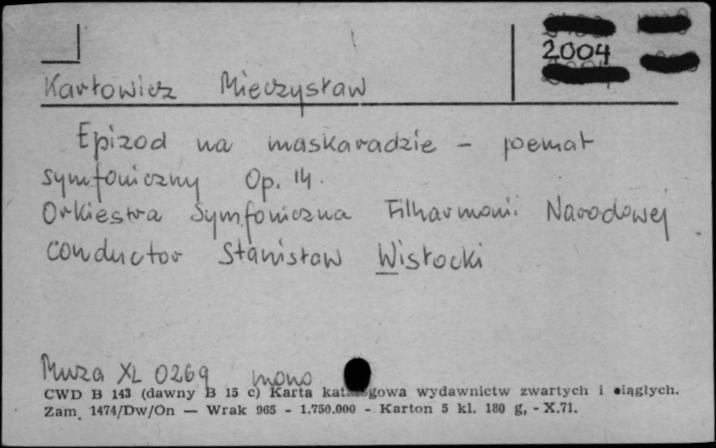 2004
Karłowicz Mieczysław
Epizod na maskaradzie - poemat
symfoniczny Op. 14.
Orkiestra Symfoniczna Filharmonii Narodowej
conductor Stanisław Wisłocki
Muza XL 0269 mono
CWD B 143 (dawny B 15 c) Karta katalogowa wydawnictw zwartych i ciągłych.
Zam. 1474/Dw/On — Wrak 965 - 1.750.000 - Karton 5 kl. 180 g, - X.71.